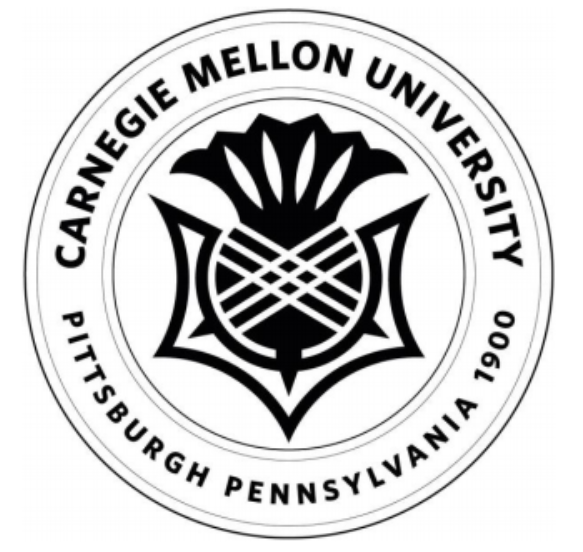 CARNEGIE MELLON UNIVERSITY
PITTSBURGH PENNSYLVANIA 1900